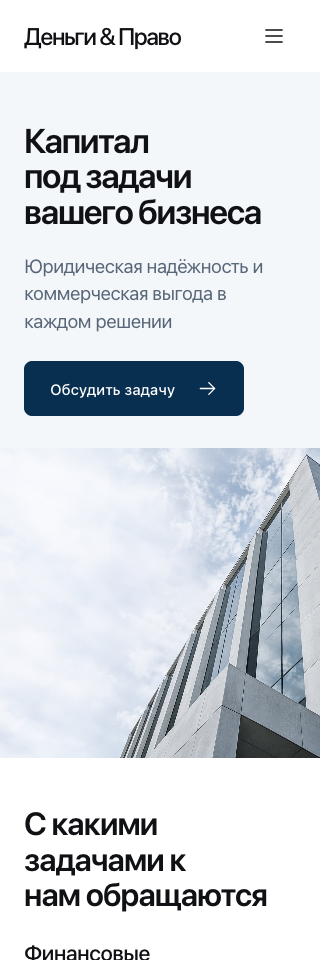 Деньги & Право
Капитал
под задачи
вашего бизнеса
Юридическая надёжность и
коммерческая выгода в
каждом решении
Обсудить задачу
С какими
задачами к
нам обращаются
Финансовые